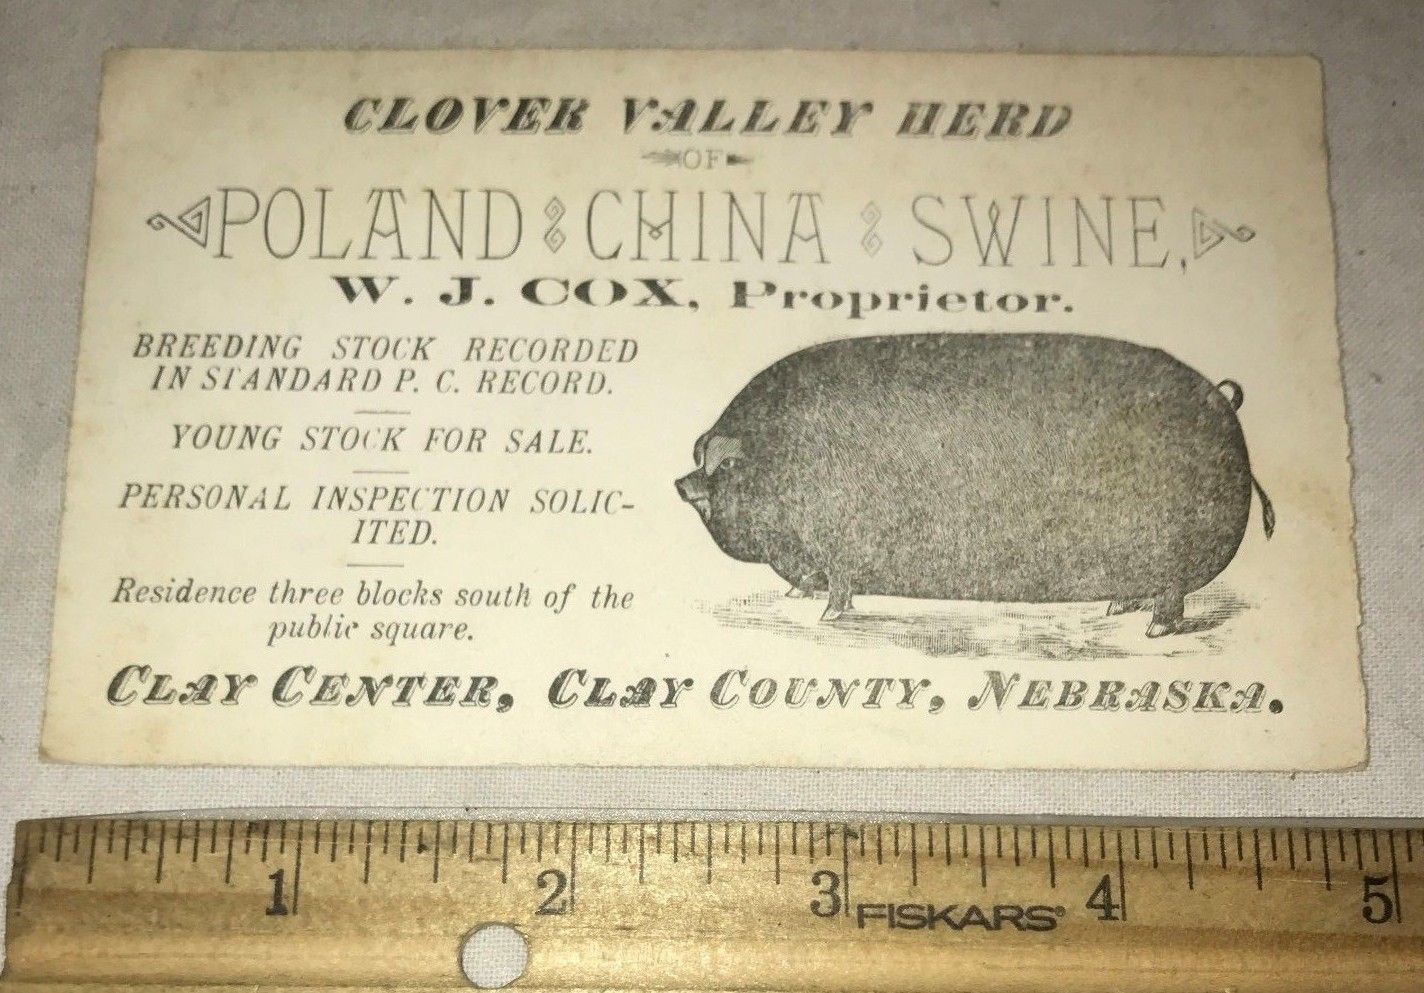 CLOVER VALLEY HERD
OF
POLAND CHINA SWINE,
W. J. COX, Proprietor.
BREEDING STOCK RECORDED
IN STANDARD P. C. RECORD.
YOUNG STOCK FOR SALE.
PERSONAL INSPECTION SOLIC-
ITED.
Residence three blocks south of the
public square.
CLAY CENTER, CLAY COUNTY, NEBRASKA.
1 2 3 FISKARS® 4 5